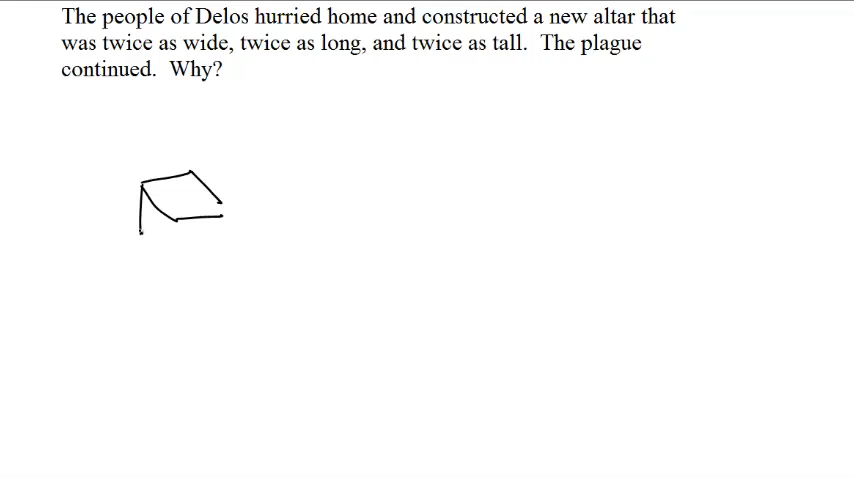 The people of Delos hurried home and constructed a new altar that
was twice as wide, twice as long, and twice as tall.  The plague
continued.  Why?